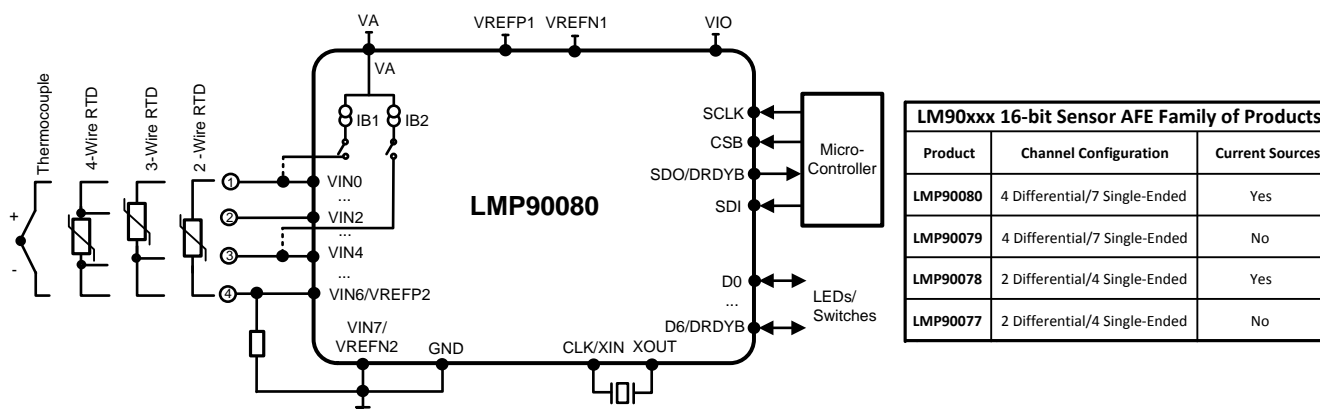 VA
VREFP1 VREFN1
VIO
VA
Thermocouple
4-Wire RTD
3-Wire RTD
2 -Wire RTD
IB1
IB2
+
-
1
2
3
4
VIN0
...
VIN2
...
VIN4
...
VIN6/VREFP2
VIN7/
VREFN2
GND
CLK/XIN XOUT
LMP90080
SCLK
CSB
SDO/DRDYB
SDI
D0
...
D6/DRDYB
Micro-
Controller
LEDs/
Switches
LM90xxx 16-bit Sensor AFE Family of Products
Product Channel Configuration Current Sources
LMP90080 4 Differential/7 Single-Ended Yes
LMP90079 4 Differential/7 Single-Ended No
LMP90078 2 Differential/4 Single-Ended Yes
LMP90077 2 Differential/4 Single-Ended No